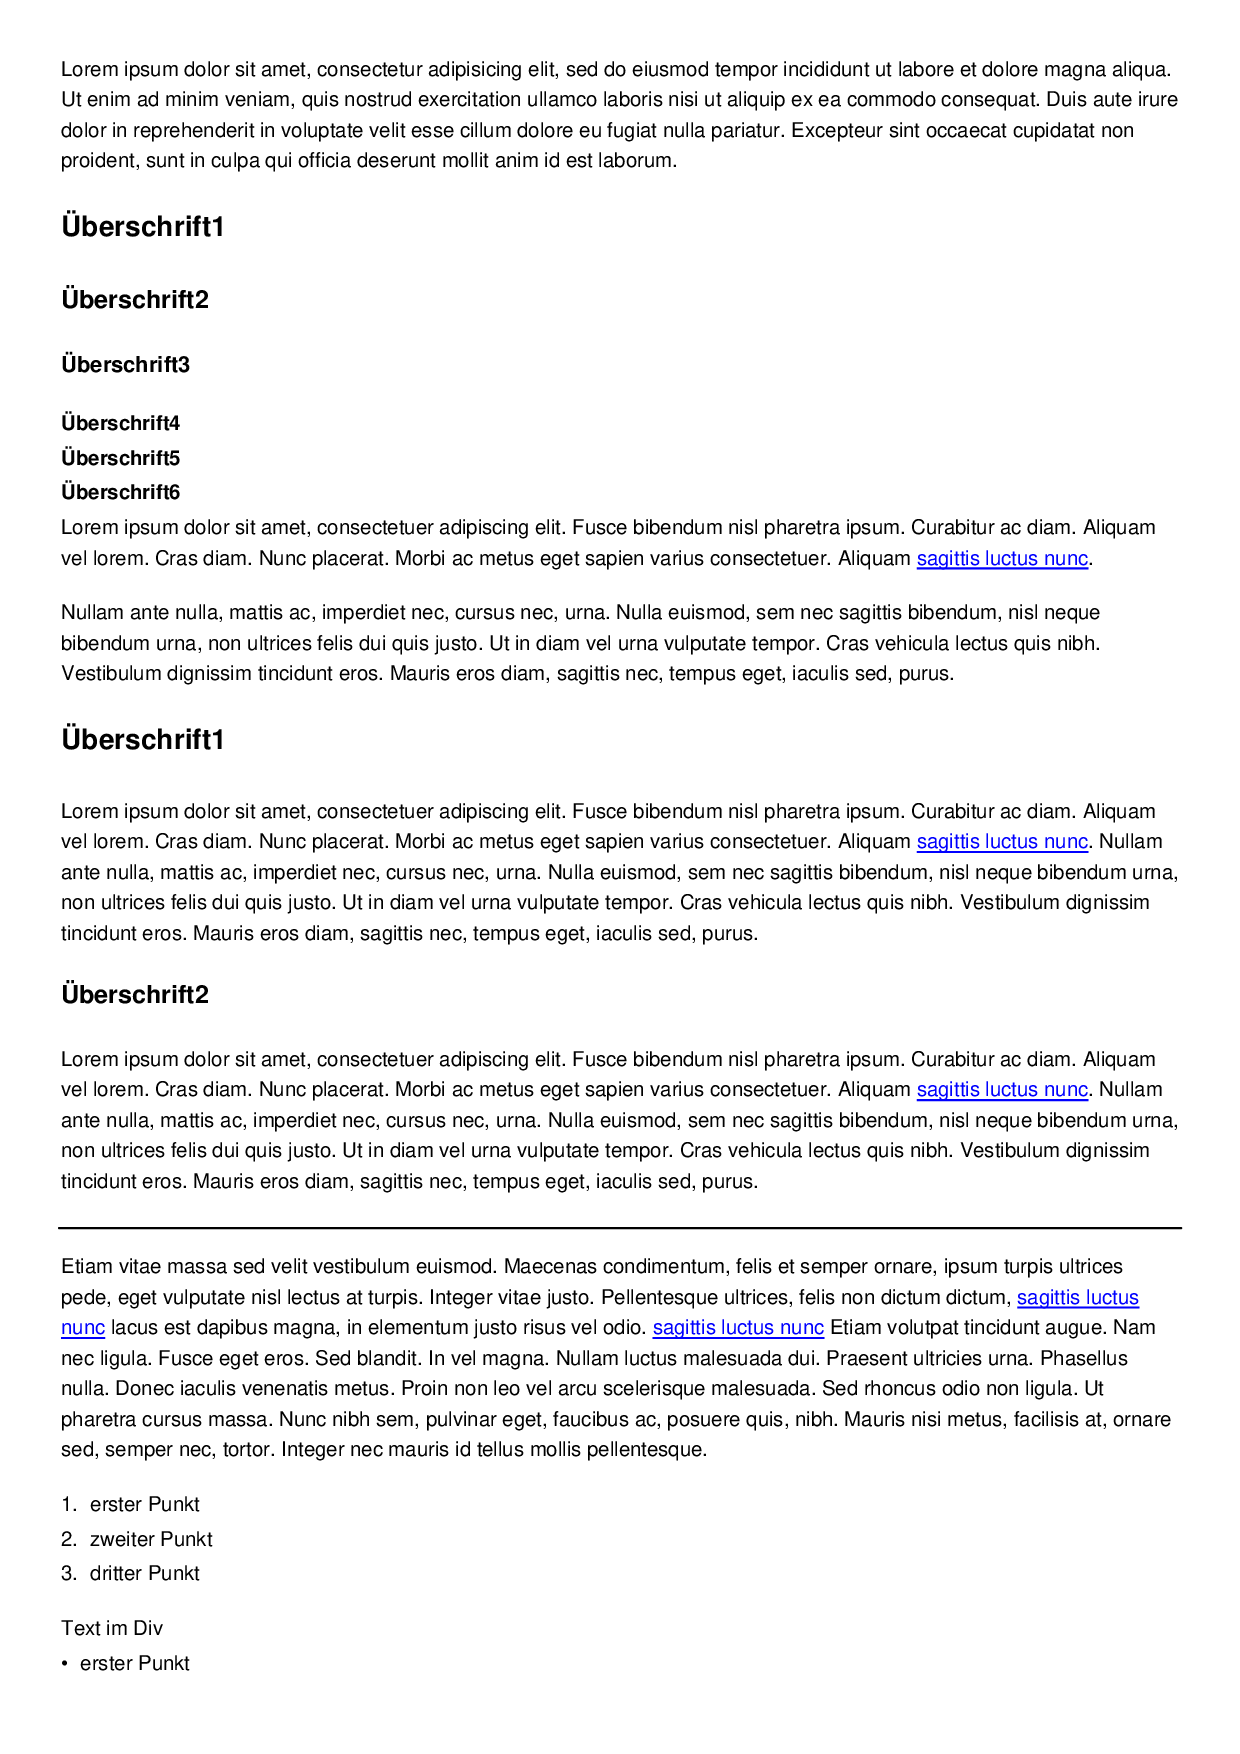 Lorem ipsum dolor sit amet, consectetur adipisicing elit, sed do eiusmod tempor incididunt ut labore et dolore magna aliqua.
Ut enim ad minim veniam, quis nostrud exercitation ullamco laboris nisi ut aliquip ex ea commodo consequat. Duis aute irure
dolor in reprehenderit in voluptate velit esse cillum dolore eu fugiat nulla pariatur. Excepteur sint occaecat cupidatat non
proident, sunt in culpa qui officia deserunt mollit anim id est laborum.
Überschrift1
Überschrift2
Überschrift3
Überschrift4
Überschrift5
Überschrift6
Lorem ipsum dolor sit amet, consectetuer adipiscing elit. Fusce bibendum nisl pharetra ipsum. Curabitur ac diam. Aliquam
vel lorem. Cras diam. Nunc placerat. Morbi ac metus eget sapien varius consectetuer. Aliquam sagittis luctus nunc.
Nullam ante nulla, mattis ac, imperdiet nec, cursus nec, urna. Nulla euismod, sem nec sagittis bibendum, nisl neque
bibendum urna, non ultrices felis dui quis justo. Ut in diam vel urna vulputate tempor. Cras vehicula lectus quis nibh.
Vestibulum dignissim tincidunt eros. Mauris eros diam, sagittis nec, tempus eget, iaculis sed, purus.
Überschrift1
Lorem ipsum dolor sit amet, consectetuer adipiscing elit. Fusce bibendum nisl pharetra ipsum. Curabitur ac diam. Aliquam
vel lorem. Cras diam. Nunc placerat. Morbi ac metus eget sapien varius consectetuer. Aliquam sagittis luctus nunc. Nullam
ante nulla, mattis ac, imperdiet nec, cursus nec, urna. Nulla euismod, sem nec sagittis bibendum, nisl neque bibendum urna,
non ultrices felis dui quis justo. Ut in diam vel urna vulputate tempor. Cras vehicula lectus quis nibh. Vestibulum dignissim
tincidunt eros. Mauris eros diam, sagittis nec, tempus eget, iaculis sed, purus.
Überschrift2
Lorem ipsum dolor sit amet, consectetuer adipiscing elit. Fusce bibendum nisl pharetra ipsum. Curabitur ac diam. Aliquam
vel lorem. Cras diam. Nunc placerat. Morbi ac metus eget sapien varius consectetuer. Aliquam sagittis luctus nunc. Nullam
ante nulla, mattis ac, imperdiet nec, cursus nec, urna. Nulla euismod, sem nec sagittis bibendum, nisl neque bibendum urna,
non ultrices felis dui quis justo. Ut in diam vel urna vulputate tempor. Cras vehicula lectus quis nibh. Vestibulum dignissim
tincidunt eros. Mauris eros diam, sagittis nec, tempus eget, iaculis sed, purus.
Etiam vitae massa sed velit vestibulum euismod. Maecenas condimentum, felis et semper ornare, ipsum turpis ultrices
pede, eget vulputate nisl lectus at turpis. Integer vitae justo. Pellentesque ultrices, felis non dictum dictum, sagittis luctus
nunc lacus est dapibus magna, in elementum justo risus vel odio. sagittis luctus nunc Etiam volutpat tincidunt augue. Nam
nec ligula. Fusce eget eros. Sed blandit. In vel magna. Nullam luctus malesuada dui. Praesent ultricies urna. Phasellus
nulla. Donec iaculis venenatis metus. Proin non leo vel arcu scelerisque malesuada. Sed rhoncus odio non ligula. Ut
pharetra cursus massa. Nunc nibh sem, pulvinar eget, faucibus ac, posuere quis, nibh. Mauris nisi metus, facilisis at, ornare
sed, semper nec, tortor. Integer nec mauris id tellus mollis pellentesque.
1. erster Punkt
2. zweiter Punkt
3. dritter Punkt
Text im Div
• erster Punkt